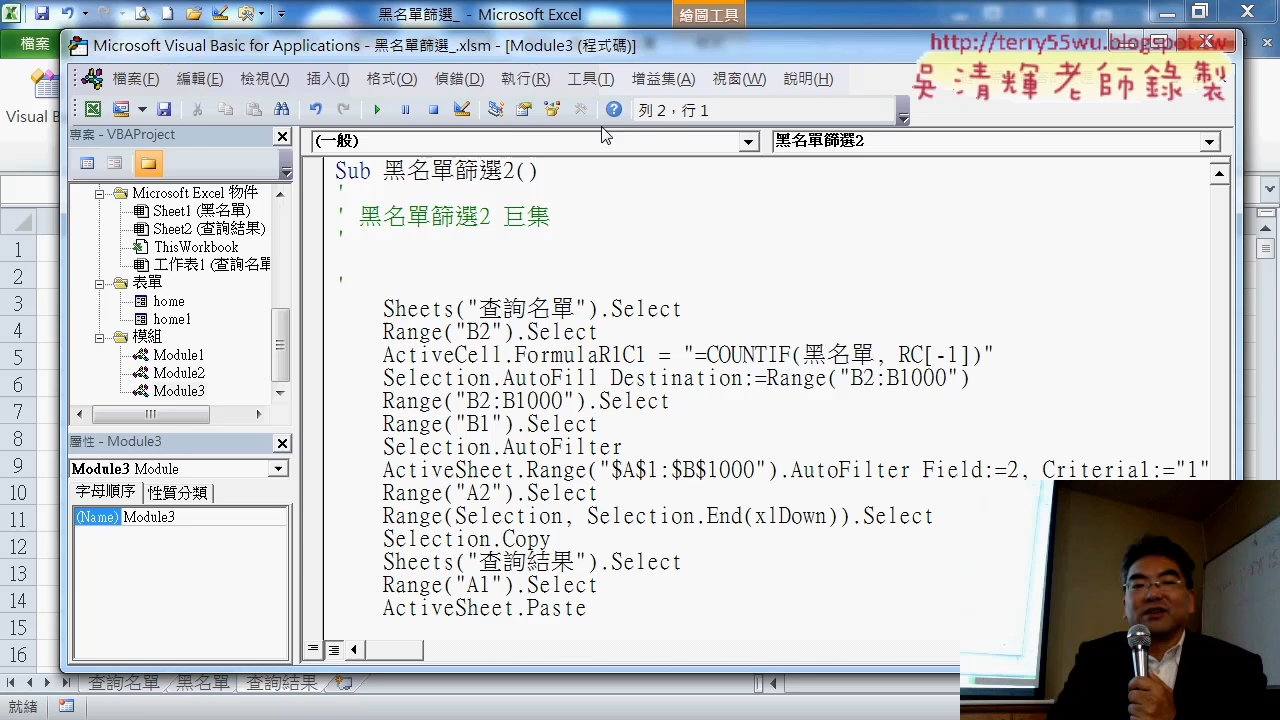 黑名單篩選_ - Microsoft Excel
繪圖工具
檔案
Microsoft Visual Basic for Applications - 黑名單篩選_.xlsm - [Module3 (程式碼)]
http://terry55wu.blogspot.tw
吳清輝老師錄製
檔案(F) 編輯(E) 檢視(V) 插入(I) 格式(O) 偵錯(D) 執行(R) 工具(T) 增益集(A) 視窗(W) 說明(H)
列 2，行 1
Visual B
專案 - VBAProject
(一般)
黑名單篩選2
Microsoft Excel 物件
Sheet1 (黑名單)
Sheet2 (查詢結果)
ThisWorkbook
工作表1 (查詢名單
表單
home
home1
模組
Module1
Module2
Module3
屬性 - Module3
Module3 Module
字母順序 性質分類
(Name) Module3
Sub 黑名單篩選2()
'
' 黑名單篩選2 巨集
'
'
Sheets("查詢名單").Select
Range("B2").Select
ActiveCell.FormulaR1C1 = "=COUNTIF(黑名單, RC[-1])"
Selection.AutoFill Destination:=Range("B2:B1000")
Range("B2:B1000").Select
Range("B1").Select
Selection.AutoFilter
ActiveSheet.Range("$A$1:$B$1000").AutoFilter Field:=2, Criteria1:="1"
Range("A2").Select
Range(Selection, Selection.End(xlDown)).Select
Selection.Copy
Sheets("查詢結果").Select
Range("A1").Select
ActiveSheet.Paste
1
2
3
4
5
6
7
8
9
10
11
12
13
14
15
16
查詢名單 黑名單 查詢結果
就緒